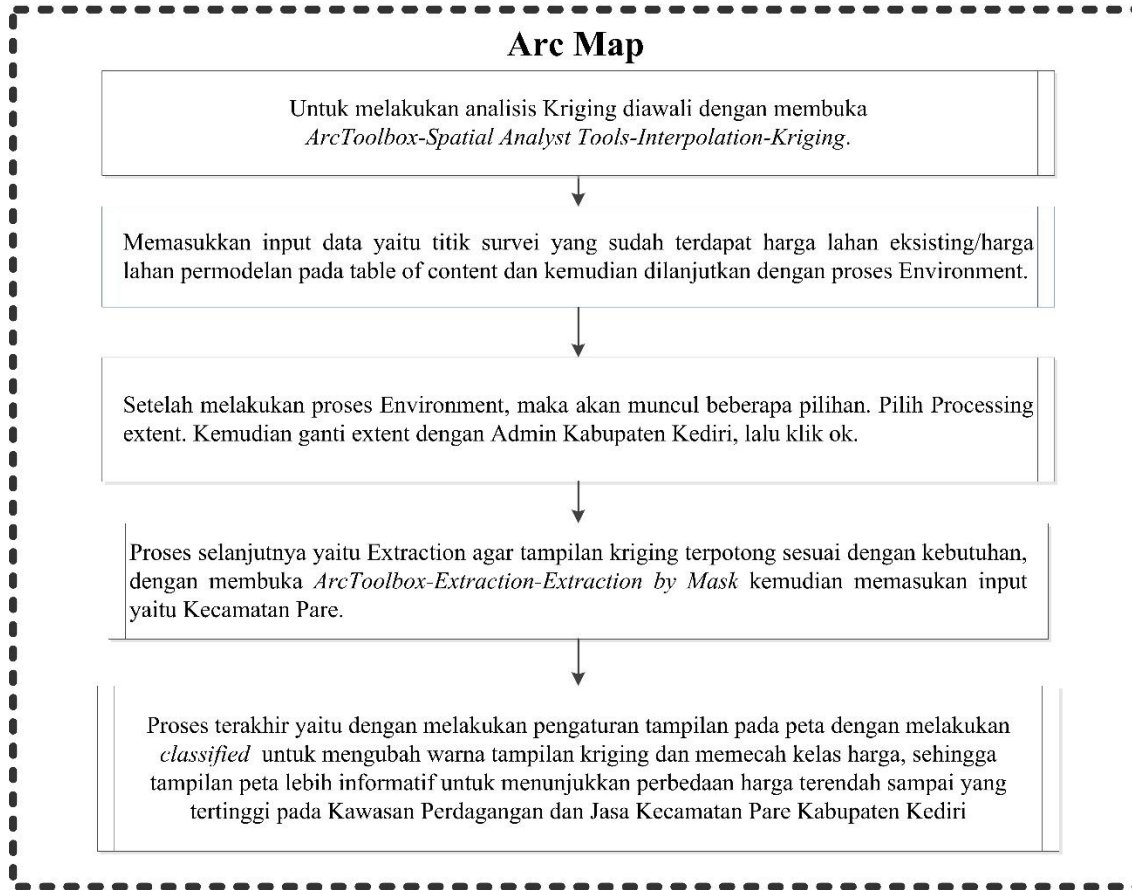 Arc Map
Untuk melakukan analisis Kriging diawali dengan membuka
ArcToolbox-Spatial Analyst Tools-Interpolation-Kriging.
Memasukkan input data yaitu titik survei yang sudah terdapat harga lahan eksisting/harga
lahan permodelan pada table of content dan kemudian dilanjutkan dengan proses Environment.
Setelah melakukan proses Environment, maka akan muncul beberapa pilihan. Pilih Processing
extent. Kemudian ganti extent dengan Admin Kabupaten Kediri, lalu klik ok.
Proses selanjutnya yaitu Extraction agar tampilan kriging terpotong sesuai dengan kebutuhan,
dengan membuka ArcToolbox-Extraction-Extraction by Mask kemudian memasukan input
yaitu Kecamatan Pare.
Proses terakhir yaitu dengan melakukan pengaturan tampilan pada peta dengan melakukan
classified untuk mengubah warna tampilan kriging dan memecah kelas harga, sehingga
tampilan peta lebih informatif untuk menunjukkan perbedaan harga terendah sampai yang
tertinggi pada Kawasan Perdagangan dan Jasa Kecamatan Pare Kabupaten Kediri